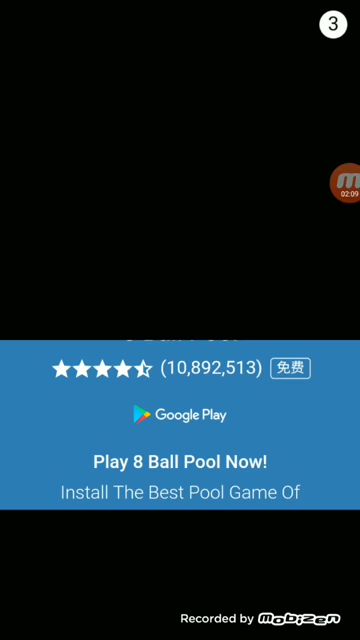 3
02:09
(10,892,513) 免费
Google Play
Play 8 Ball Pool Now!
Install The Best Pool Game Of
Recorded by mobizen